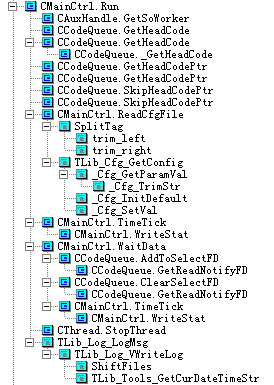 CMainCtrl.Run
CAuxHandle.GetSoWorker
CCodeQueue.GetHeadCode
CCodeQueue.GetHeadCode
CCodeQueue._GetHeadCode
CCodeQueue.GetHeadCodePtr
CCodeQueue.GetHeadCodePtr
CCodeQueue.SkipHeadCodePtr
CCodeQueue.SkipHeadCodePtr
CMainCtrl.ReadCfgFile
SplitTag
trim_left
trim_right
TLib_Cfg_GetConfig
_Cfg_GetParamVal
_Cfg_TrimStr
_Cfg_InitDefault
_Cfg_SetVal
CMainCtrl.TimeTick
CMainCtrl.WriteStat
CMainCtrl.WaitData
CCodeQueue.AddToSelectFD
CCodeQueue.GetReadNotifyFD
CCodeQueue.ClearSelectFD
CCodeQueue.GetReadNotifyFD
CMainCtrl.TimeTick
CMainCtrl.WriteStat
CThread.StopThread
TLib_Log_LogMsg
TLib_Log_VWriteLog
ShiftFiles
TLib_Tools_GetCurDateTimeStr